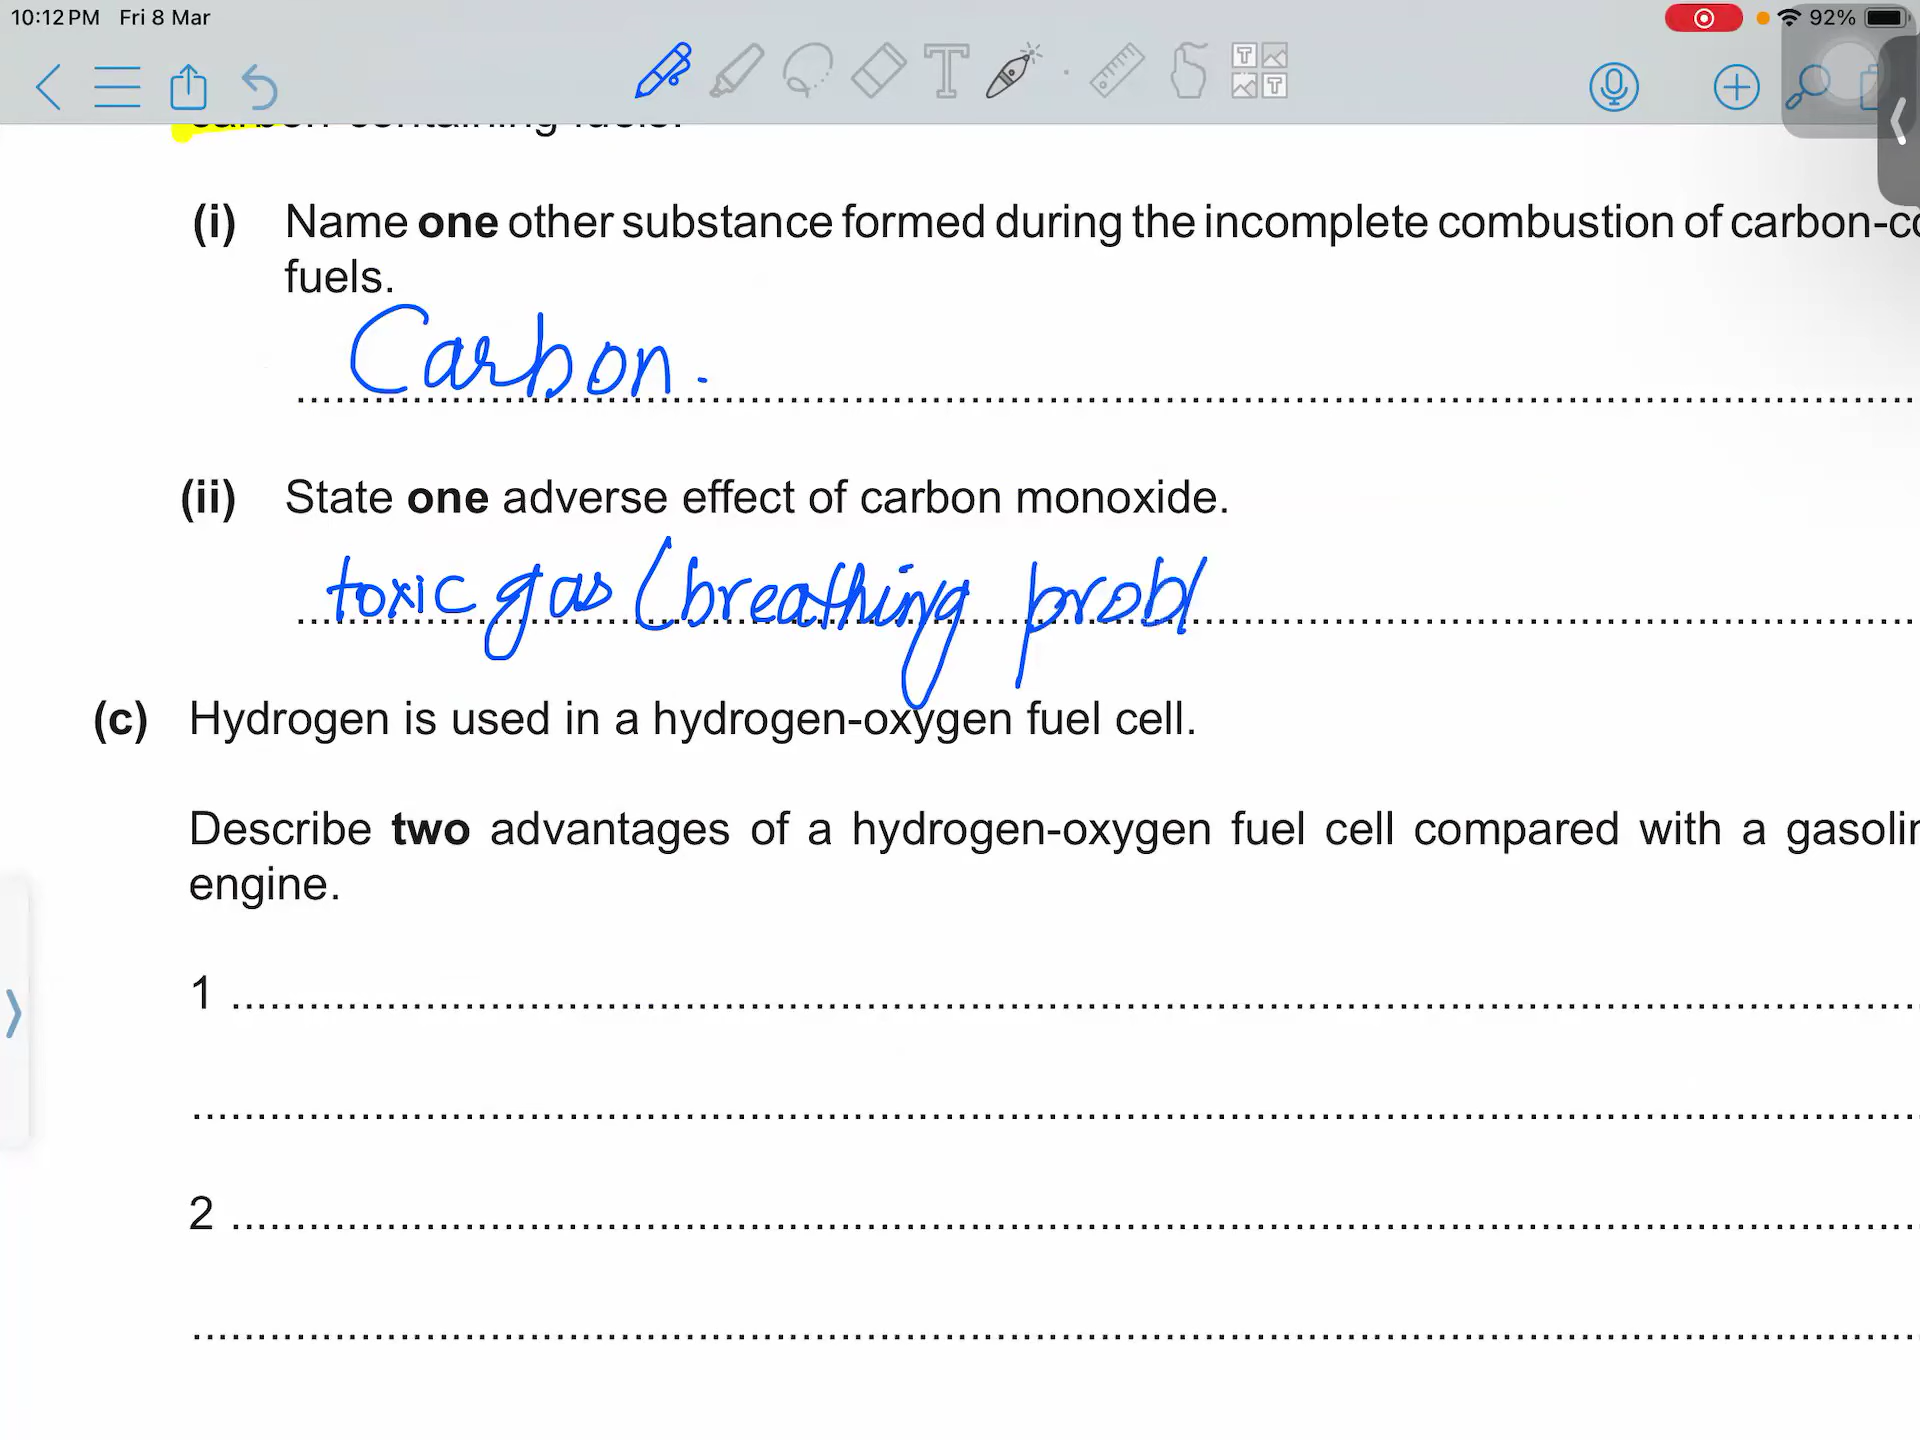 10:12 PM Fri 8 Mar
92%
(i) Name one other substance formed during the incomplete combustion of carbon-co
fuels.
Carbon.
(ii) State one adverse effect of carbon monoxide.
toxic gas (breathing probl
(c) Hydrogen is used in a hydrogen-oxygen fuel cell.
Describe two advantages of a hydrogen-oxygen fuel cell compared with a gasolin
engine.
1
2